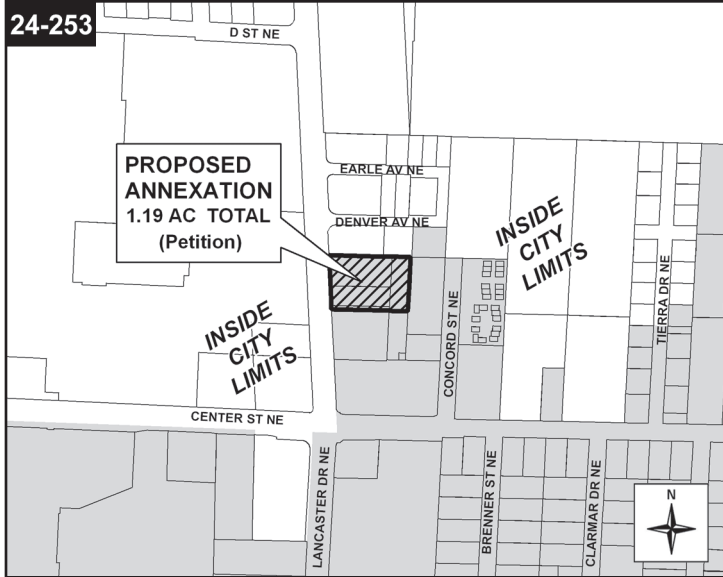 24-253
D ST NE
PROPOSED
ANNEXATION
1.19 AC TOTAL
(Petition)
EARLE AV NE
DENVER AV NE
INSIDE
CITY
LIMITS
INSIDE
CITY
LIMITS
CONCORD ST NE
TIERRA DR NE
CENTER ST NE
LANCASTER DR NE
BRENNER ST NE
CLARMAR DR NE
N